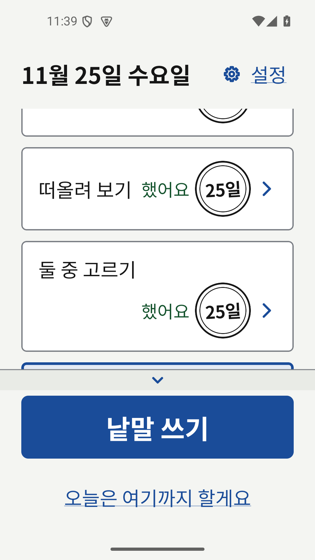 11:39
11월 25일 수요일
설정
떠올려 보기 했어요 25일
둘 중 고르기
했어요 25일
낱말 쓰기
오늘은 여기까지 할게요